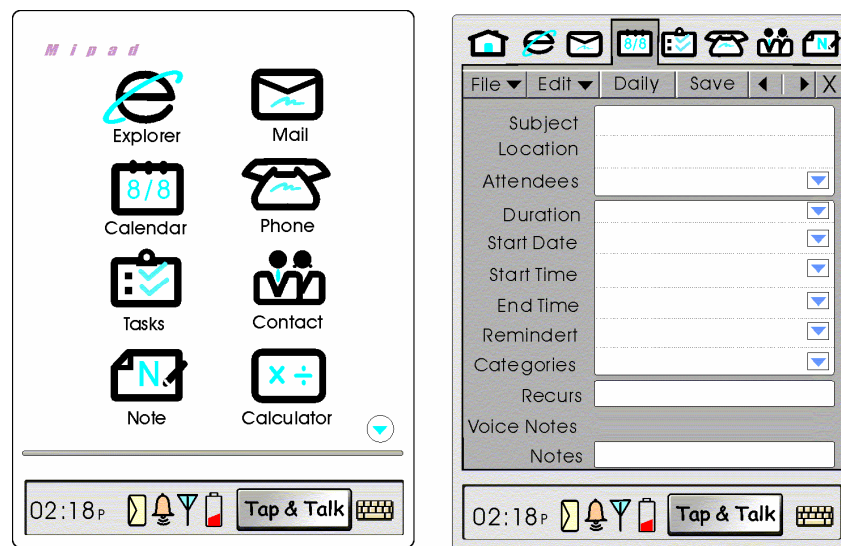 Mipad
Explorer Mail
8/8
Calendar Phone
Tasks Contact
N
Note Calculator
02:18P Tap & Talk
8/8 N
File Edit Daily Save X
Subject
Location
Attendees
Duration
Start Date
Start Time
End Time
Remindert
Categories
Recurs
Voice Notes
Notes
02:18P Tap & Talk